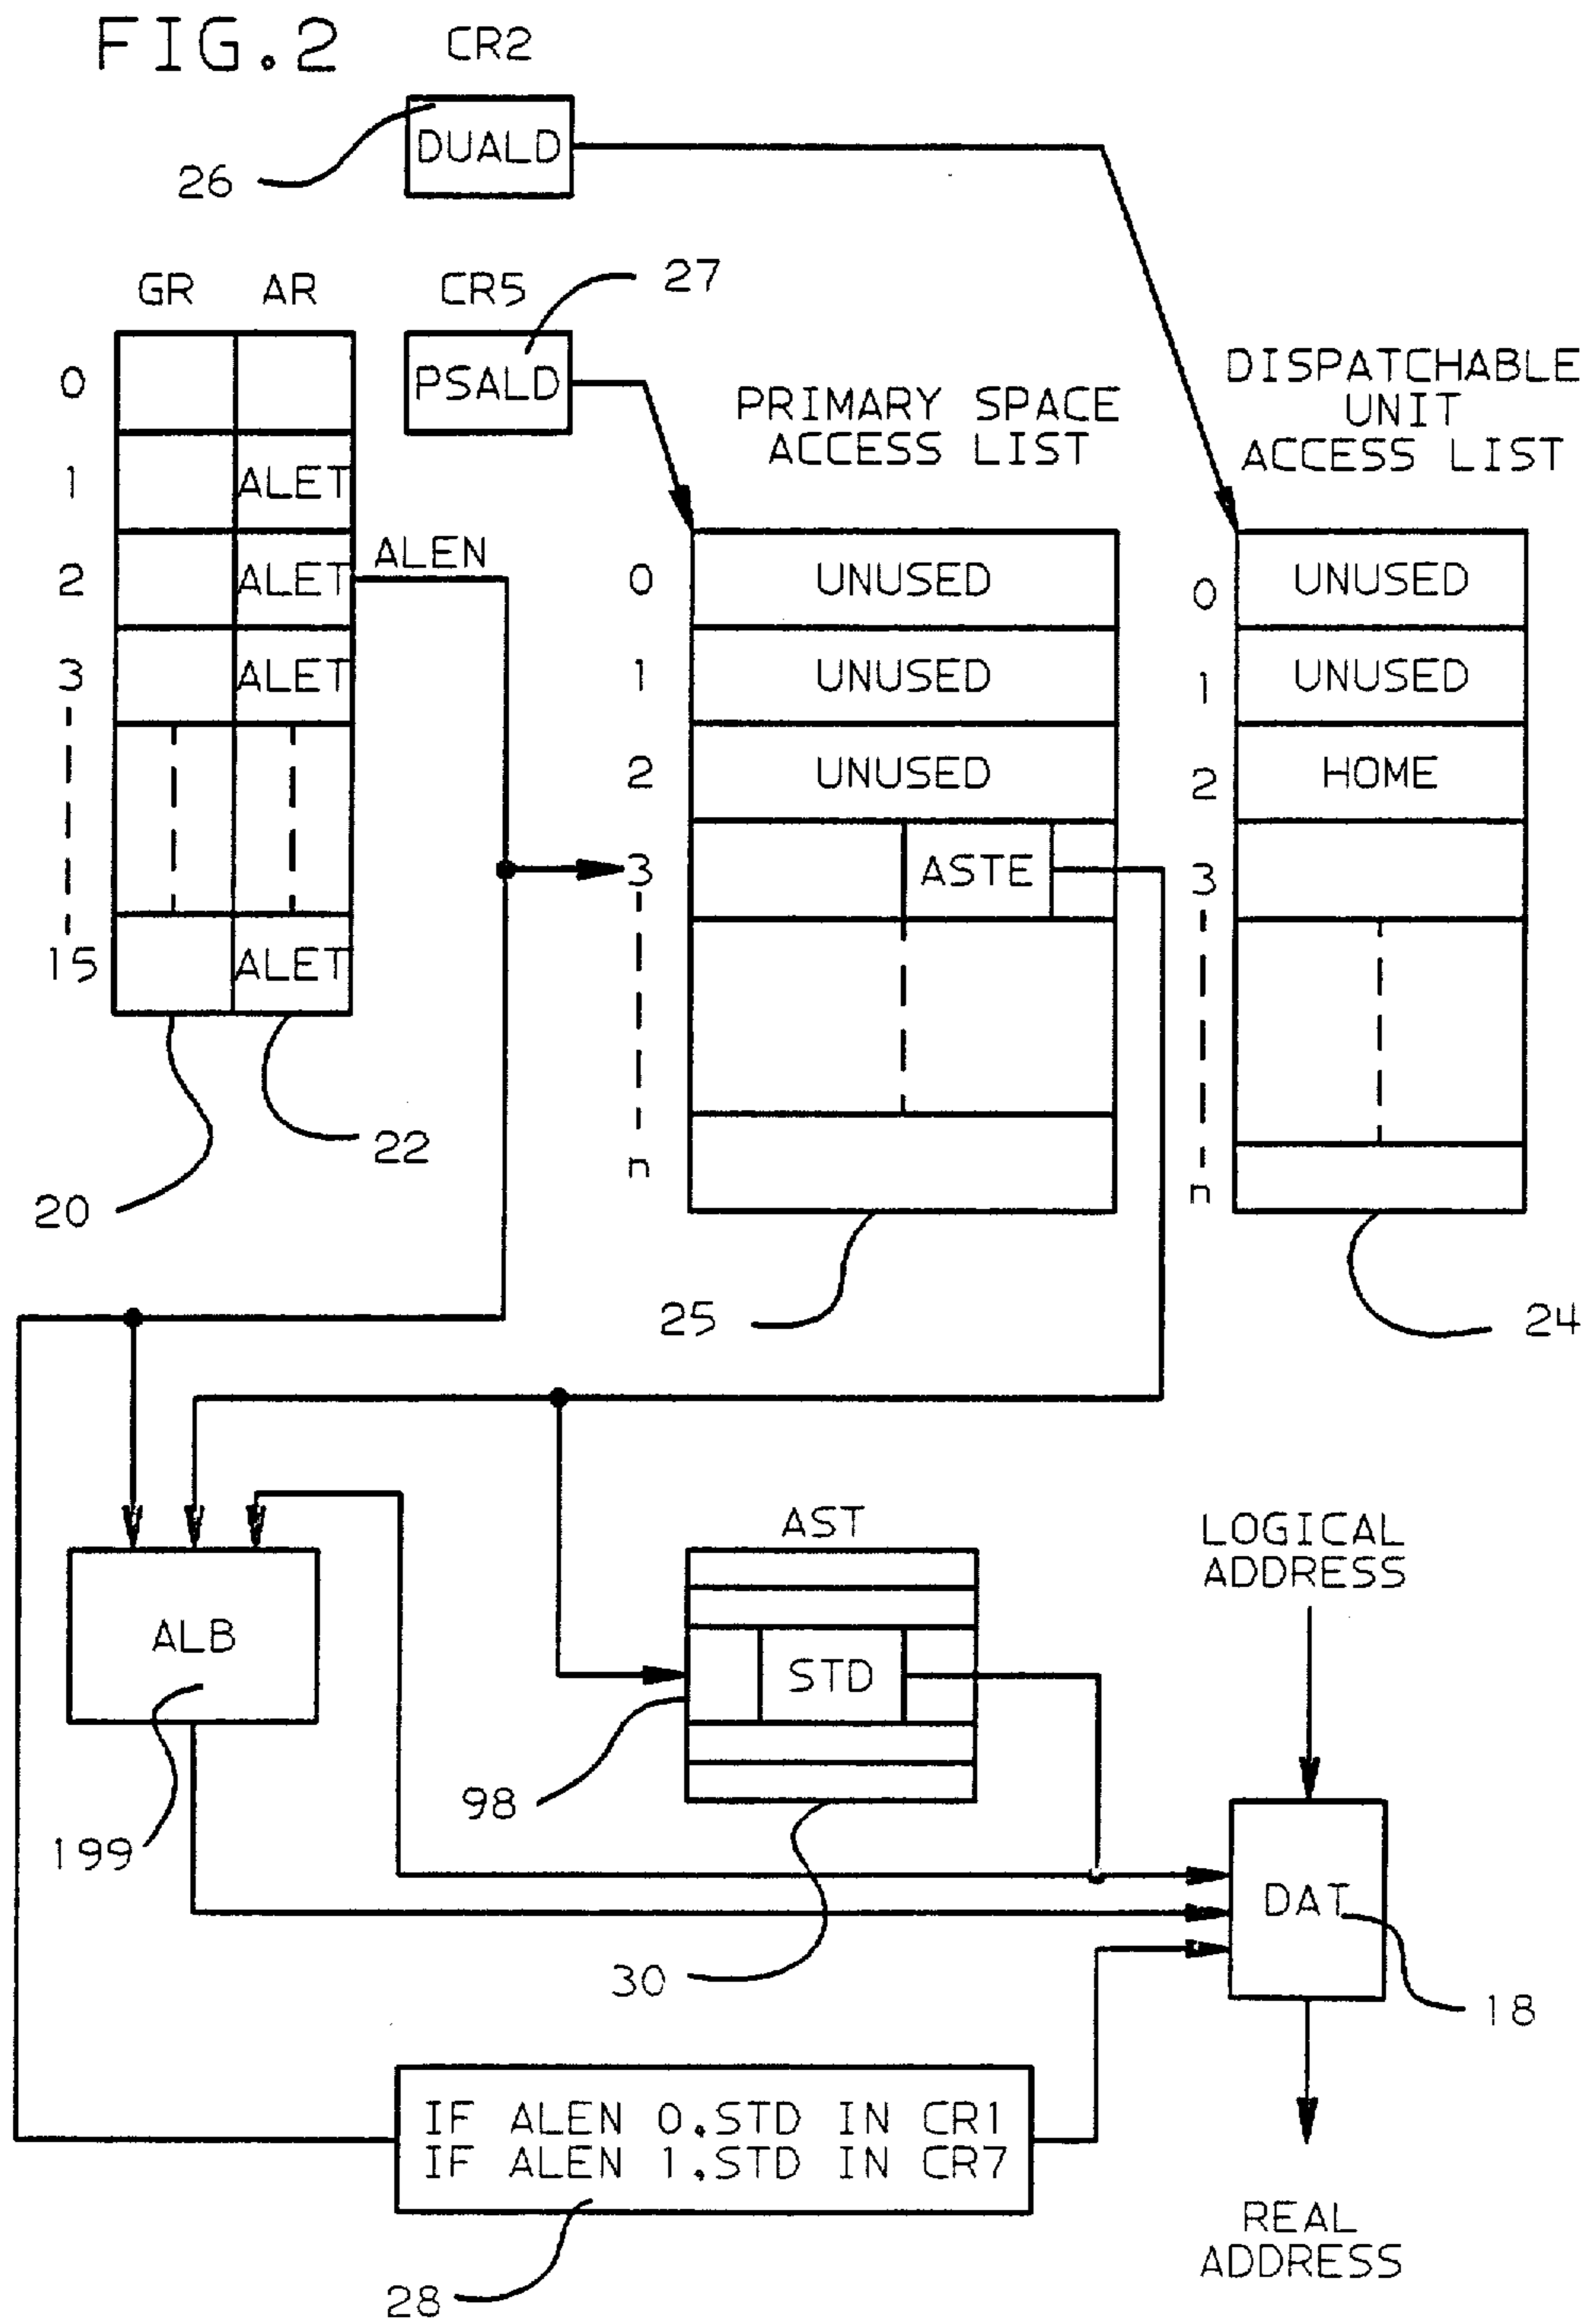 FIG.2
CR2
DUALD
26
GR AR
CR5
27
PSALD
PRIMARY SPACE
ACCESS LIST
DISPATCHABLE
UNIT
ACCESS LIST
0
1 ALET
2 ALET
3 ALET
15 ALET
ALEN
0 UNUSED
1 UNUSED
2 UNUSED
3 ASTE
n
0 UNUSED
1 UNUSED
2 HOME
3
n
20
22
25
24
ALB
199
AST
STD
98
30
LOGICAL
ADDRESS
DAT
18
IF ALEN 0.STD IN CR1
IF ALEN 1.STD IN CR7
28
REAL
ADDRESS